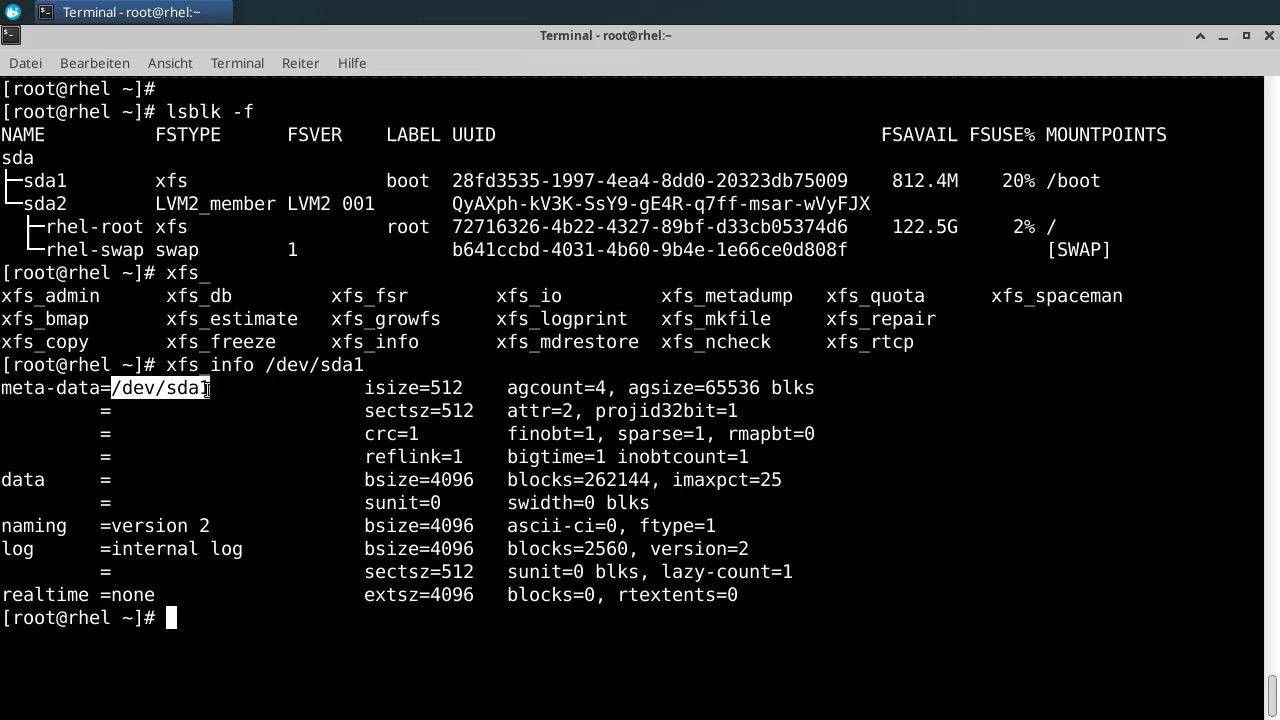 Terminal - root@rhel:~
Terminal - root@rhel:~
Datei Bearbeiten Ansicht Terminal Reiter Hilfe
[root@rhel ~]#
[root@rhel ~]# lsblk -f
NAME FSTYPE FSVER LABEL UUID FSAVAIL FSUSE% MOUNTPOINTS
sda
├─sda1 xfs boot 28fd3535-1997-4ea4-8dd0-20323db75009 812.4M 20% /boot
└─sda2 LVM2_member LVM2 001 QyAXph-kV3K-SsY9-gE4R-q7ff-msar-wVyFJX
├─rhel-root xfs root 72716326-4b22-4327-89bf-d33cb05374d6 122.5G 2% /
└─rhel-swap swap 1 b641ccbd-4031-4b60-9b4e-1e66ce0d808f [SWAP]
[root@rhel ~]# xfs_
xfs_admin xfs_db xfs_fsr xfs_io xfs_metadump xfs_quota xfs_spaceman
xfs_bmap xfs_estimate xfs_growfs xfs_logprint xfs_mkfile xfs_repair
xfs_copy xfs_freeze xfs_info xfs_mdrestore xfs_ncheck xfs_rtcp
[root@rhel ~]# xfs_info /dev/sda1
meta-data=/dev/sda1 isize=512 agcount=4, agsize=65536 blks
= sectsz=512 attr=2, projid32bit=1
= crc=1 finobt=1, sparse=1, rmapbt=0
= reflink=1 bigtime=1 inobtcount=1
data = bsize=4096 blocks=262144, imaxpct=25
= sunit=0 swidth=0 blks
naming =version 2 bsize=4096 ascii-ci=0, ftype=1
log =internal log bsize=4096 blocks=2560, version=2
= sectsz=512 sunit=0 blks, lazy-count=1
realtime =none extsz=4096 blocks=0, rtextents=0
[root@rhel ~]#